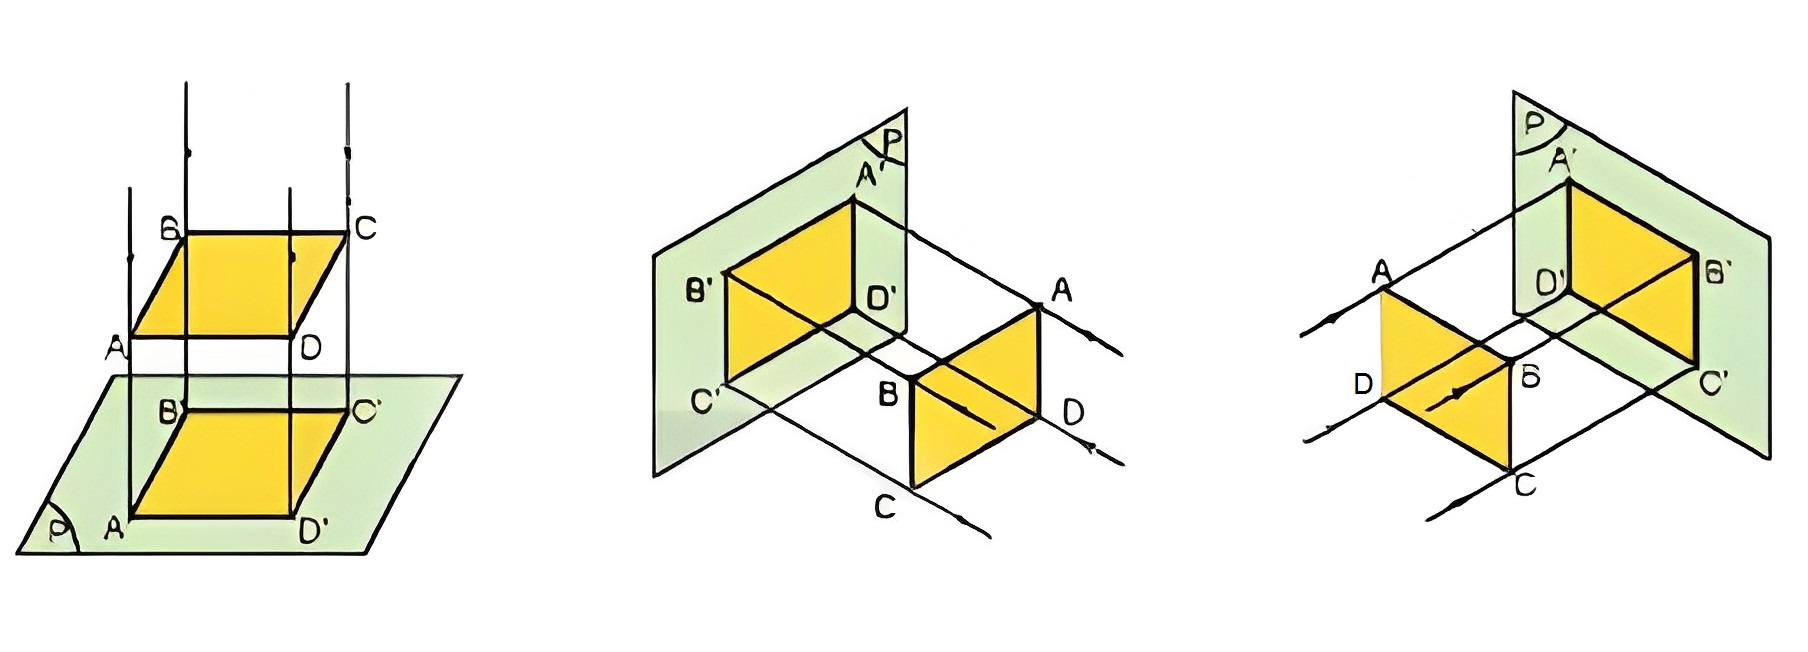 B C
A D
B' C'
P A D'
P
A'
B' D' A
C' B D
C
P
A'
A D' B'
D B C'
C